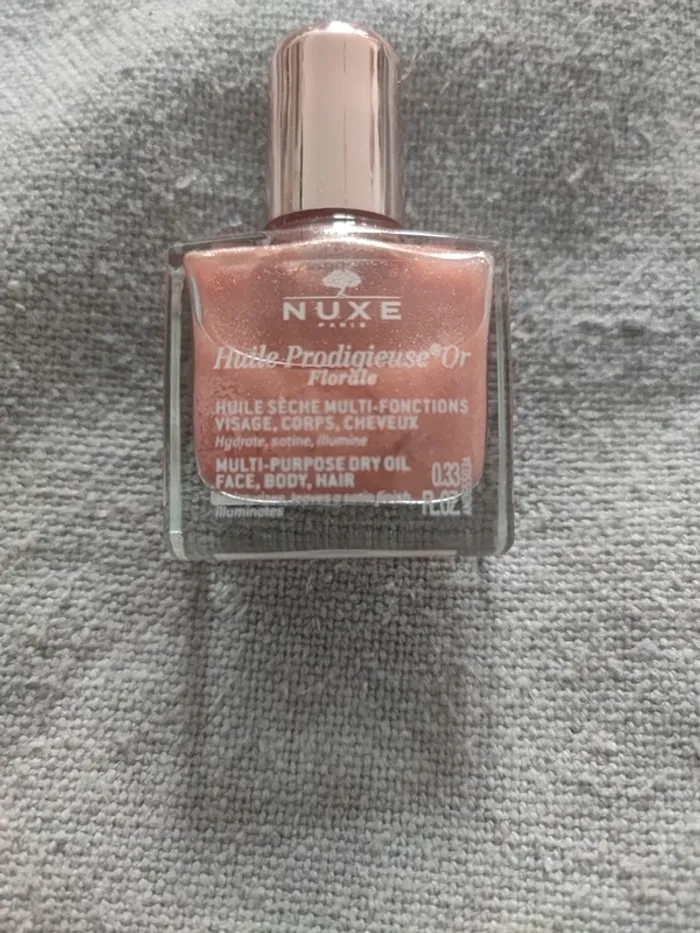 NUXE
PARIS
Huile Prodigieuse® Or
Florale
HUILE SÈCHE MULTI-FONCTIONS
VISAGE, CORPS, CHEVEUX
Hydrate, satine, illumine
MULTI-PURPOSE DRY OIL
FACE, BODY, HAIR
illuminates
0.33
FL.OZ